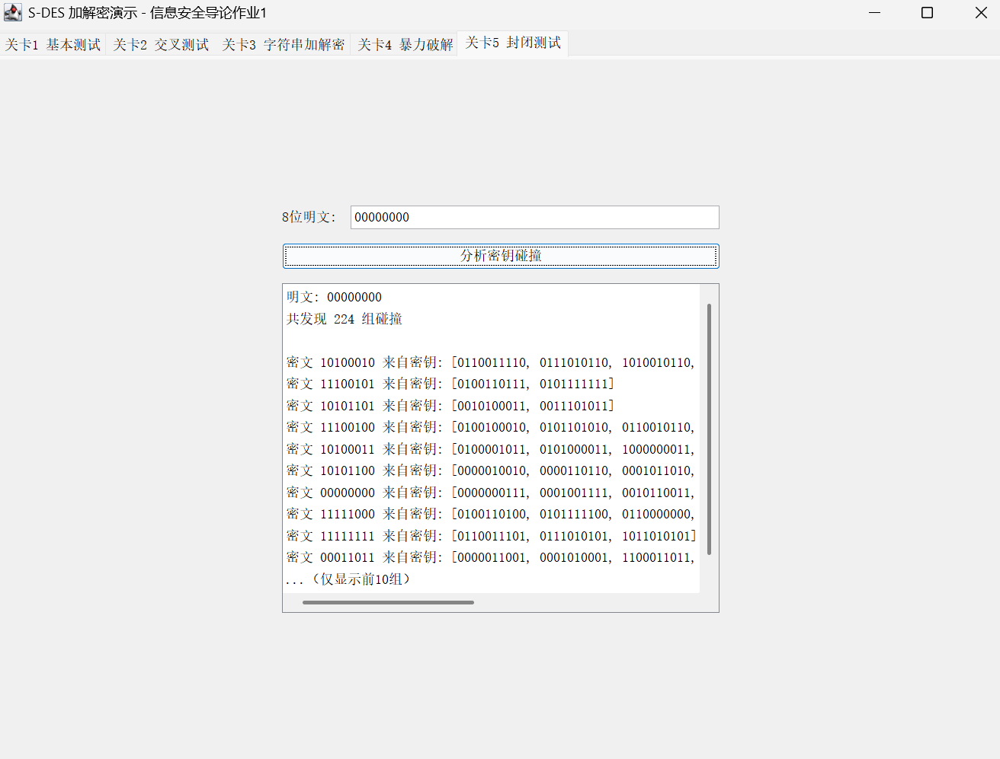 S-DES 加解密演示 - 信息安全导论作业1
关卡1 基本测试 关卡2 交叉测试 关卡3 字符串加解密 关卡4 暴力破解 关卡5 封闭测试
8位明文: 00000000
分析密钥碰撞
明文: 00000000
共发现 224 组碰撞
密文 10100010 来自密钥: [0110011110, 0111010110, 1010010110,
密文 11100101 来自密钥: [0100110111, 0101111111]
密文 10101101 来自密钥: [0010100011, 0011101011]
密文 11100100 来自密钥: [0100100010, 0101101010, 0110010110,
密文 10100011 来自密钥: [0100001011, 0101000011, 1000000011,
密文 10101100 来自密钥: [0000010010, 0000110110, 0001011010,
密文 00000000 来自密钥: [0000000111, 0001001111, 0010110011,
密文 11111000 来自密钥: [0100110100, 0101111100, 0110000000,
密文 11111111 来自密钥: [0110011101, 0111010101, 1011010101]
密文 00011011 来自密钥: [0000011001, 0001010001, 1100011011,
...（仅显示前10组）